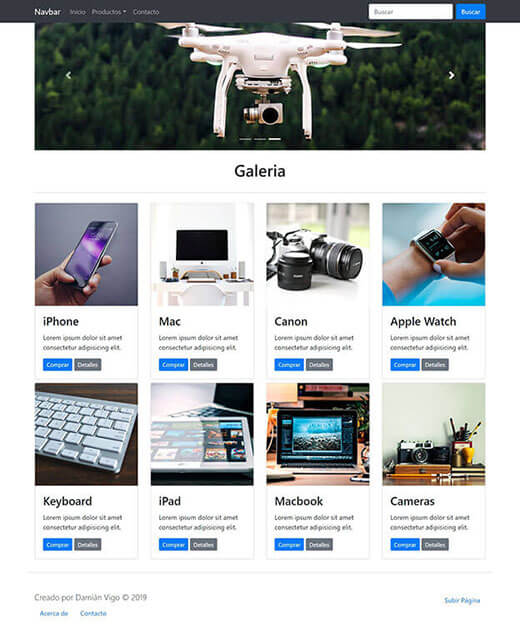 Navbar Inicio Productos Contacto Buscar Buscar
Galeria
iPhone
Lorem ipsum dolor sit amet
consectetur adipisicing elit.
Comprar Detalles
Mac
Lorem ipsum dolor sit amet
consectetur adipisicing elit.
Comprar Detalles
Canon
Lorem ipsum dolor sit amet
consectetur adipisicing elit.
Comprar Detalles
Apple Watch
Lorem ipsum dolor sit amet
consectetur adipisicing elit.
Comprar Detalles
Keyboard
Lorem ipsum dolor sit amet
consectetur adipisicing elit.
Comprar Detalles
iPad
Lorem ipsum dolor sit amet
consectetur adipisicing elit.
Comprar Detalles
Macbook
Lorem ipsum dolor sit amet
consectetur adipisicing elit.
Comprar Detalles
Cameras
Lorem ipsum dolor sit amet
consectetur adipisicing elit.
Comprar Detalles
Creado por Damián Vigo © 2019
Subir Página
Acerca de Contacto